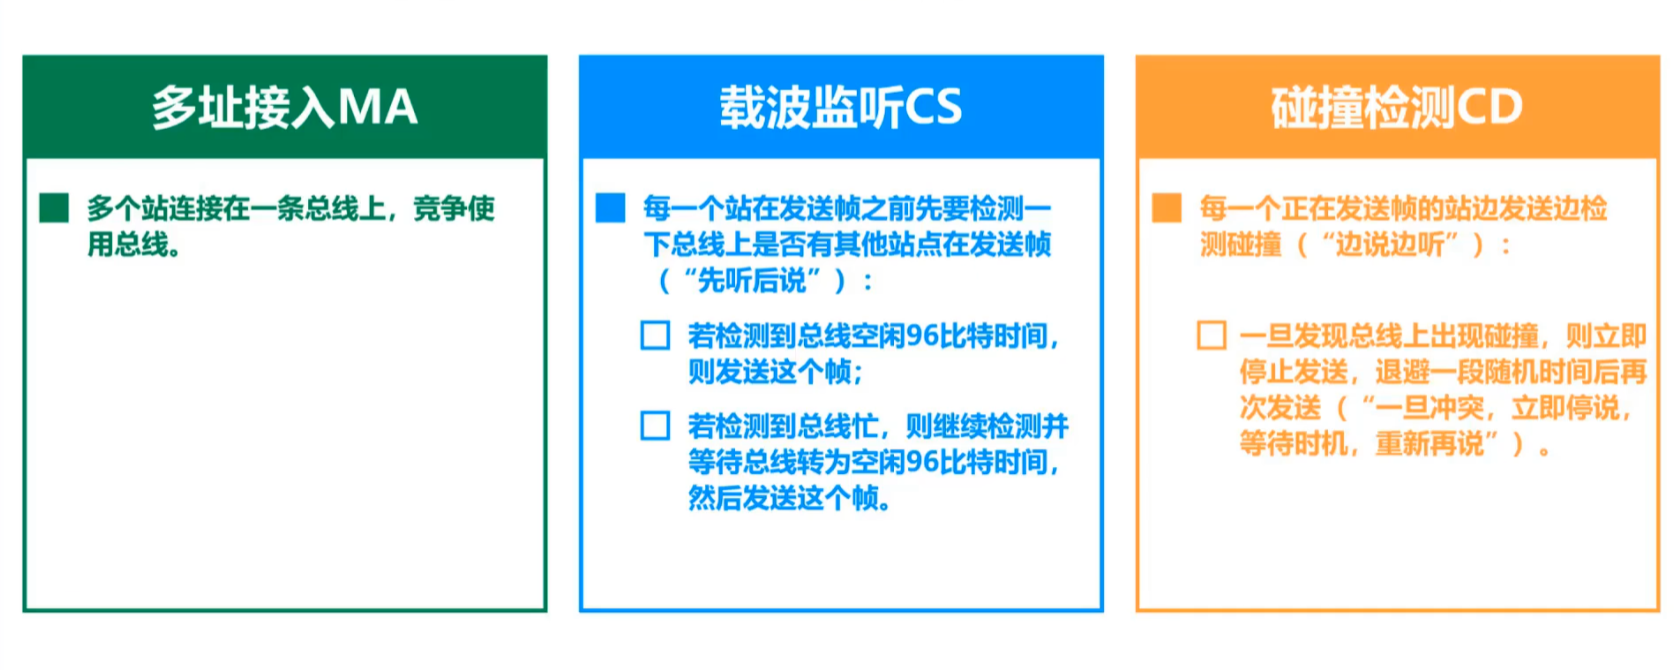 多址接入MA
多个站连接在一条总线上，竞争使
用总线。
载波监听CS
每一个站在发送帧之前先要检测一
下总线上是否有其他站点在发送帧
（“先听后说”）：
若检测到总线空闲96比特时间，
则发送这个帧；
若检测到总线忙，则继续检测并
等待总线转为空闲96比特时间，
然后发送这个帧。
碰撞检测CD
每一个正在发送帧的站边发送边检
测碰撞（“边说边听”）：
一旦发现总线上出现碰撞，则立即
停止发送，退避一段随机时间后再
次发送（“一旦冲突，立即停说，
等待时机，重新再说”）。